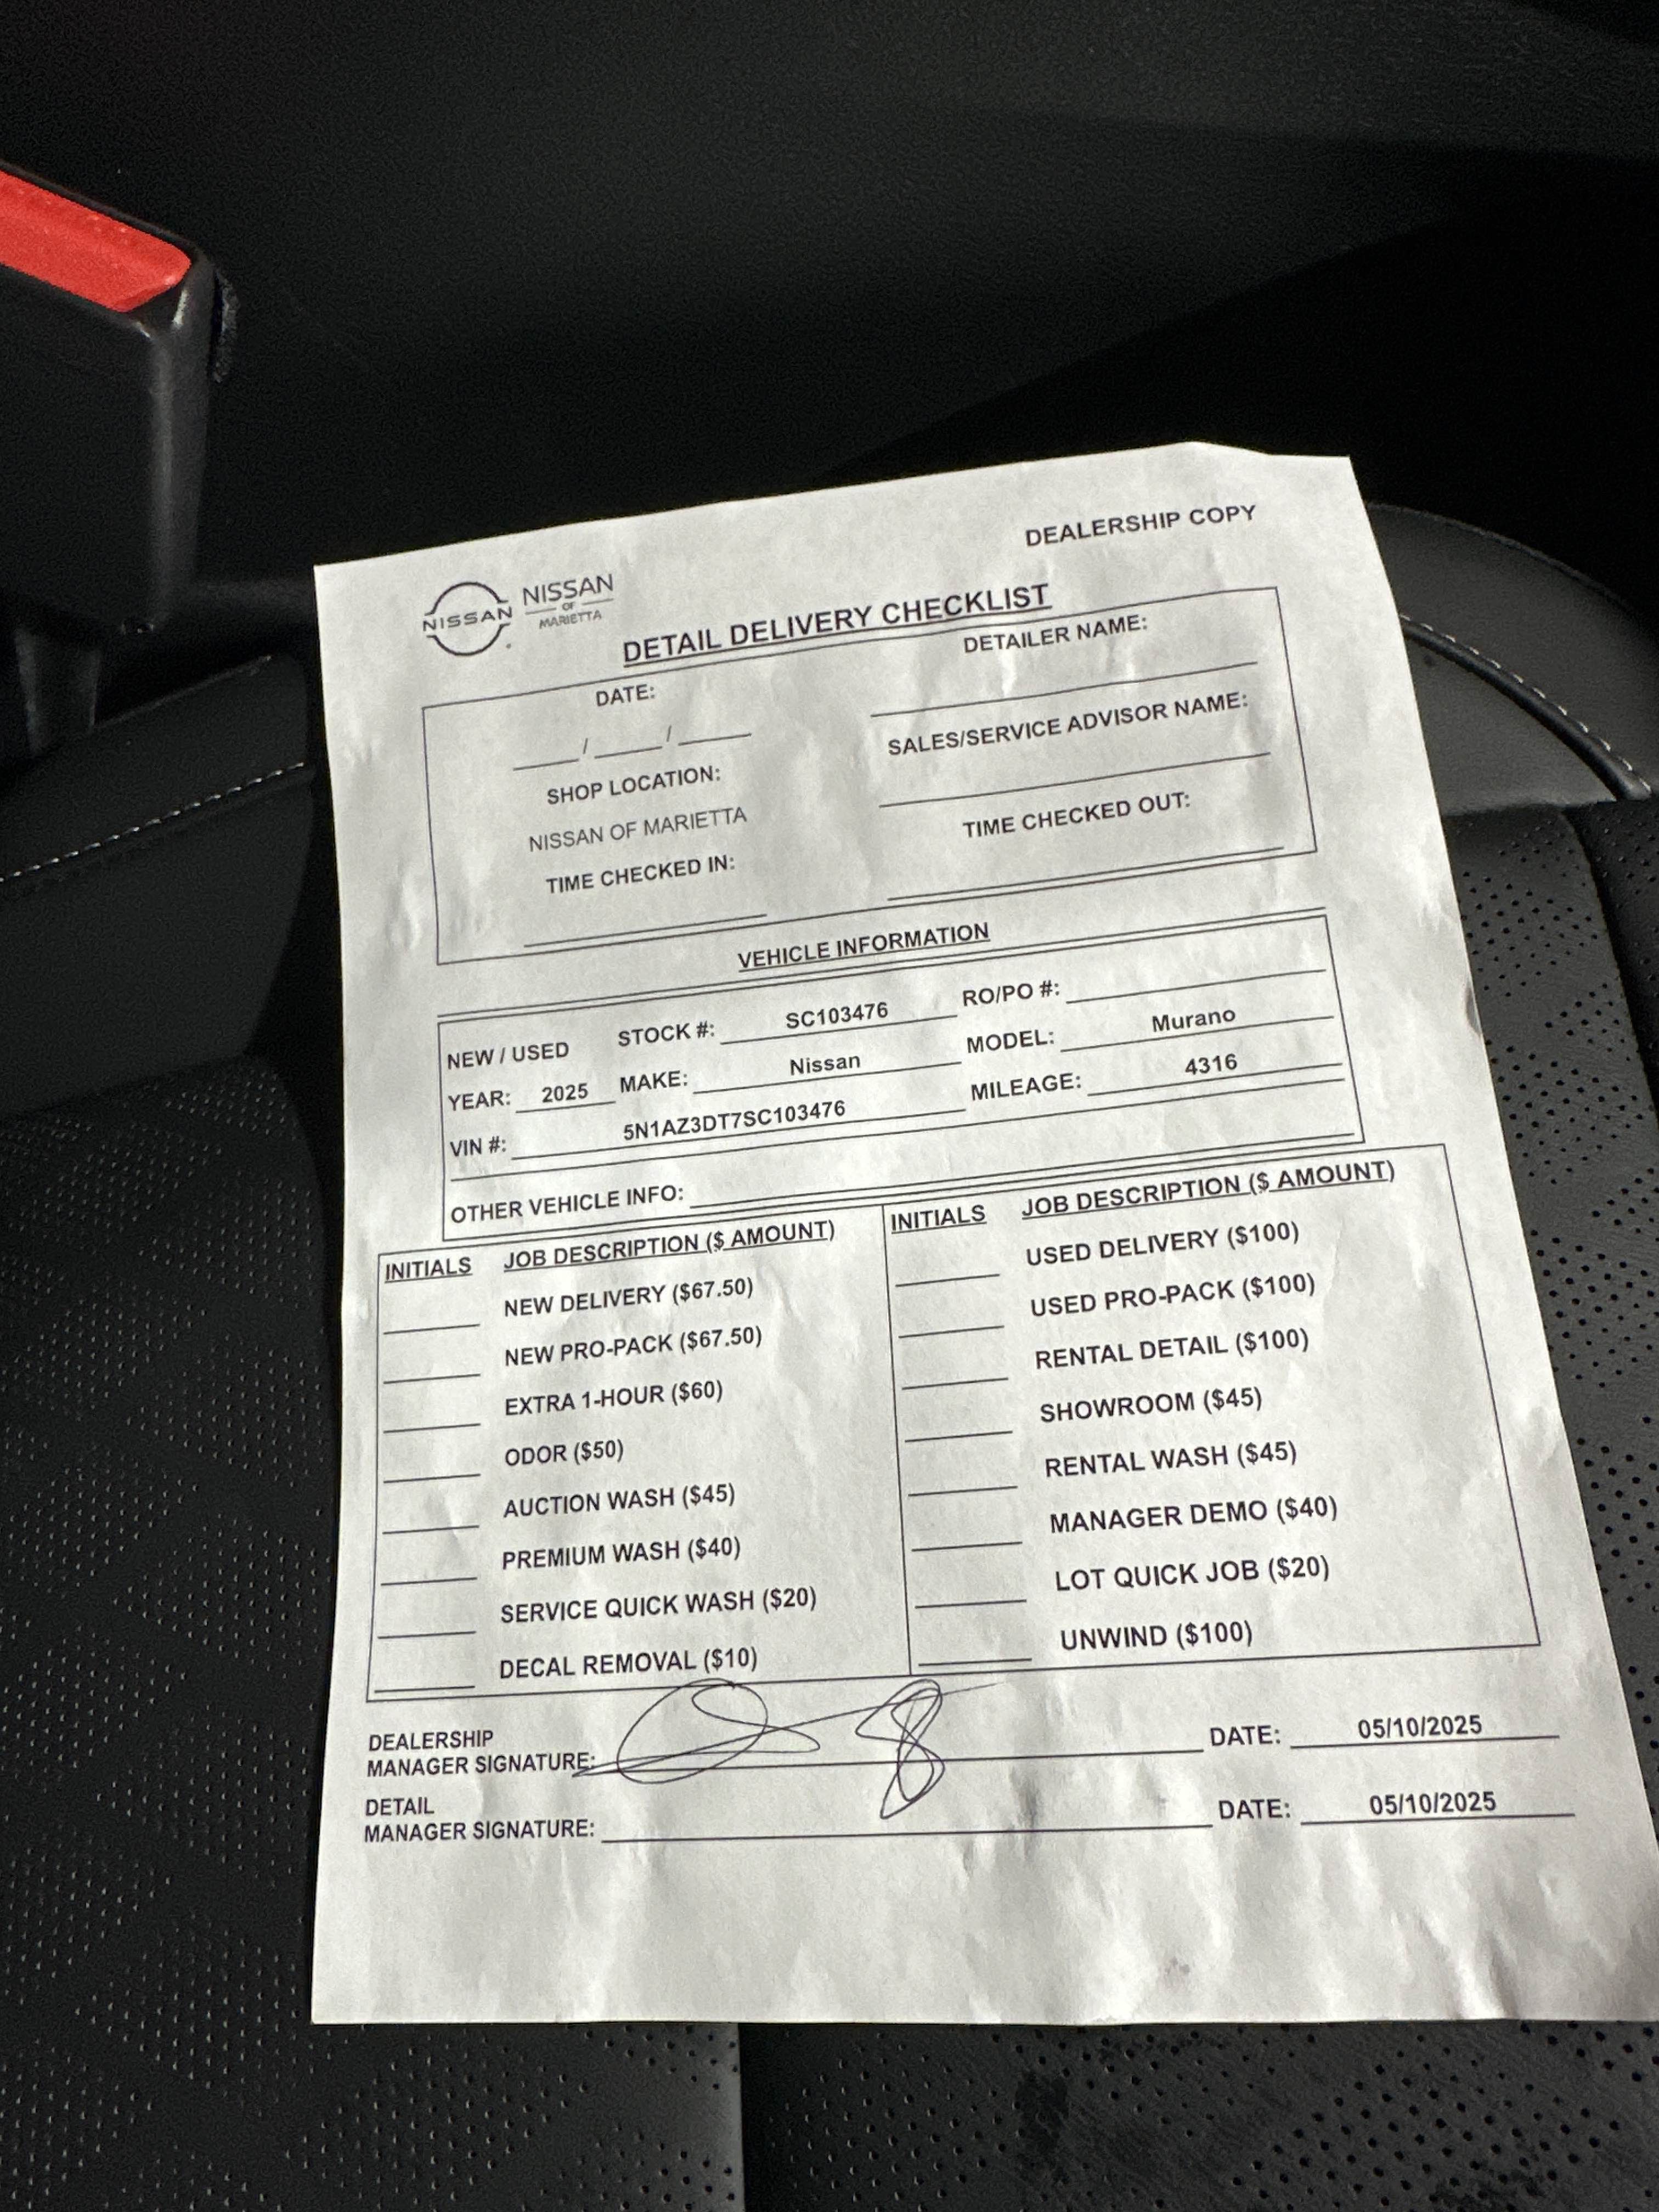 DEALERSHIP COPY
NISSAN
NISSAN
OF
MARIETTA
DETAIL DELIVERY CHECKLIST
DATE:
DETAILER NAME:
/ /
SHOP LOCATION:
SALES/SERVICE ADVISOR NAME:
NISSAN OF MARIETTA
TIME CHECKED IN:
TIME CHECKED OUT:
VEHICLE INFORMATION
NEW / USED STOCK #: SC103476 RO/PO #:
YEAR: 2025 MAKE: Nissan MODEL: Murano
VIN #: 5N1AZ3DT7SC103476 MILEAGE: 4316
OTHER VEHICLE INFO:
INITIALS JOB DESCRIPTION ($ AMOUNT)
NEW DELIVERY ($67.50)
NEW PRO-PACK ($67.50)
EXTRA 1-HOUR ($60)
ODOR ($50)
AUCTION WASH ($45)
PREMIUM WASH ($40)
SERVICE QUICK WASH ($20)
DECAL REMOVAL ($10)
INITIALS JOB DESCRIPTION ($ AMOUNT)
USED DELIVERY ($100)
USED PRO-PACK ($100)
RENTAL DETAIL ($100)
SHOWROOM ($45)
RENTAL WASH ($45)
MANAGER DEMO ($40)
LOT QUICK JOB ($20)
UNWIND ($100)
DEALERSHIP
MANAGER SIGNATURE: DATE: 05/10/2025
DETAIL
MANAGER SIGNATURE: DATE: 05/10/2025